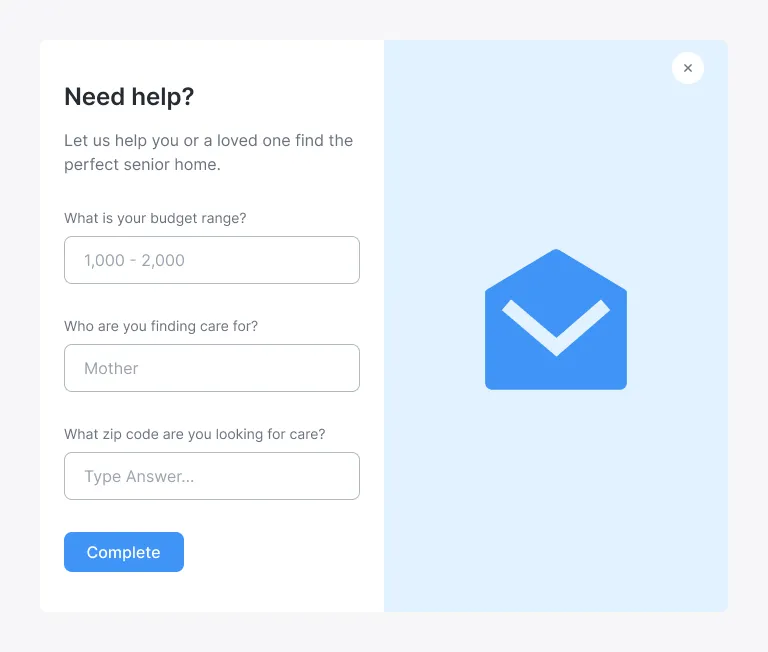 Need help?
Let us help you or a loved one find the
perfect senior home.
What is your budget range?
1,000 - 2,000
Who are you finding care for?
Mother
What zip code are you looking for care?
Type Answer...
Complete